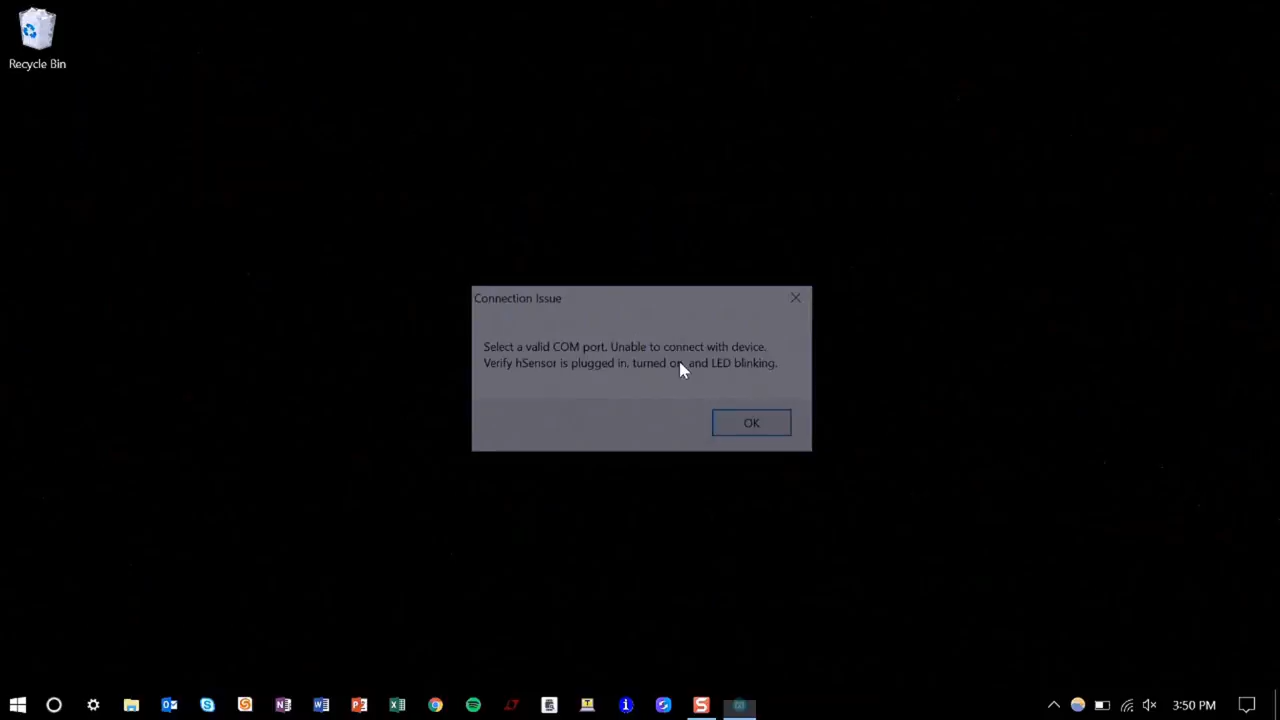 Recycle Bin
Connection Issue
Select a valid COM port. Unable to connect with device.
Verify hSensor is plugged in, turned on and LED blinking.
OK
3:50 PM